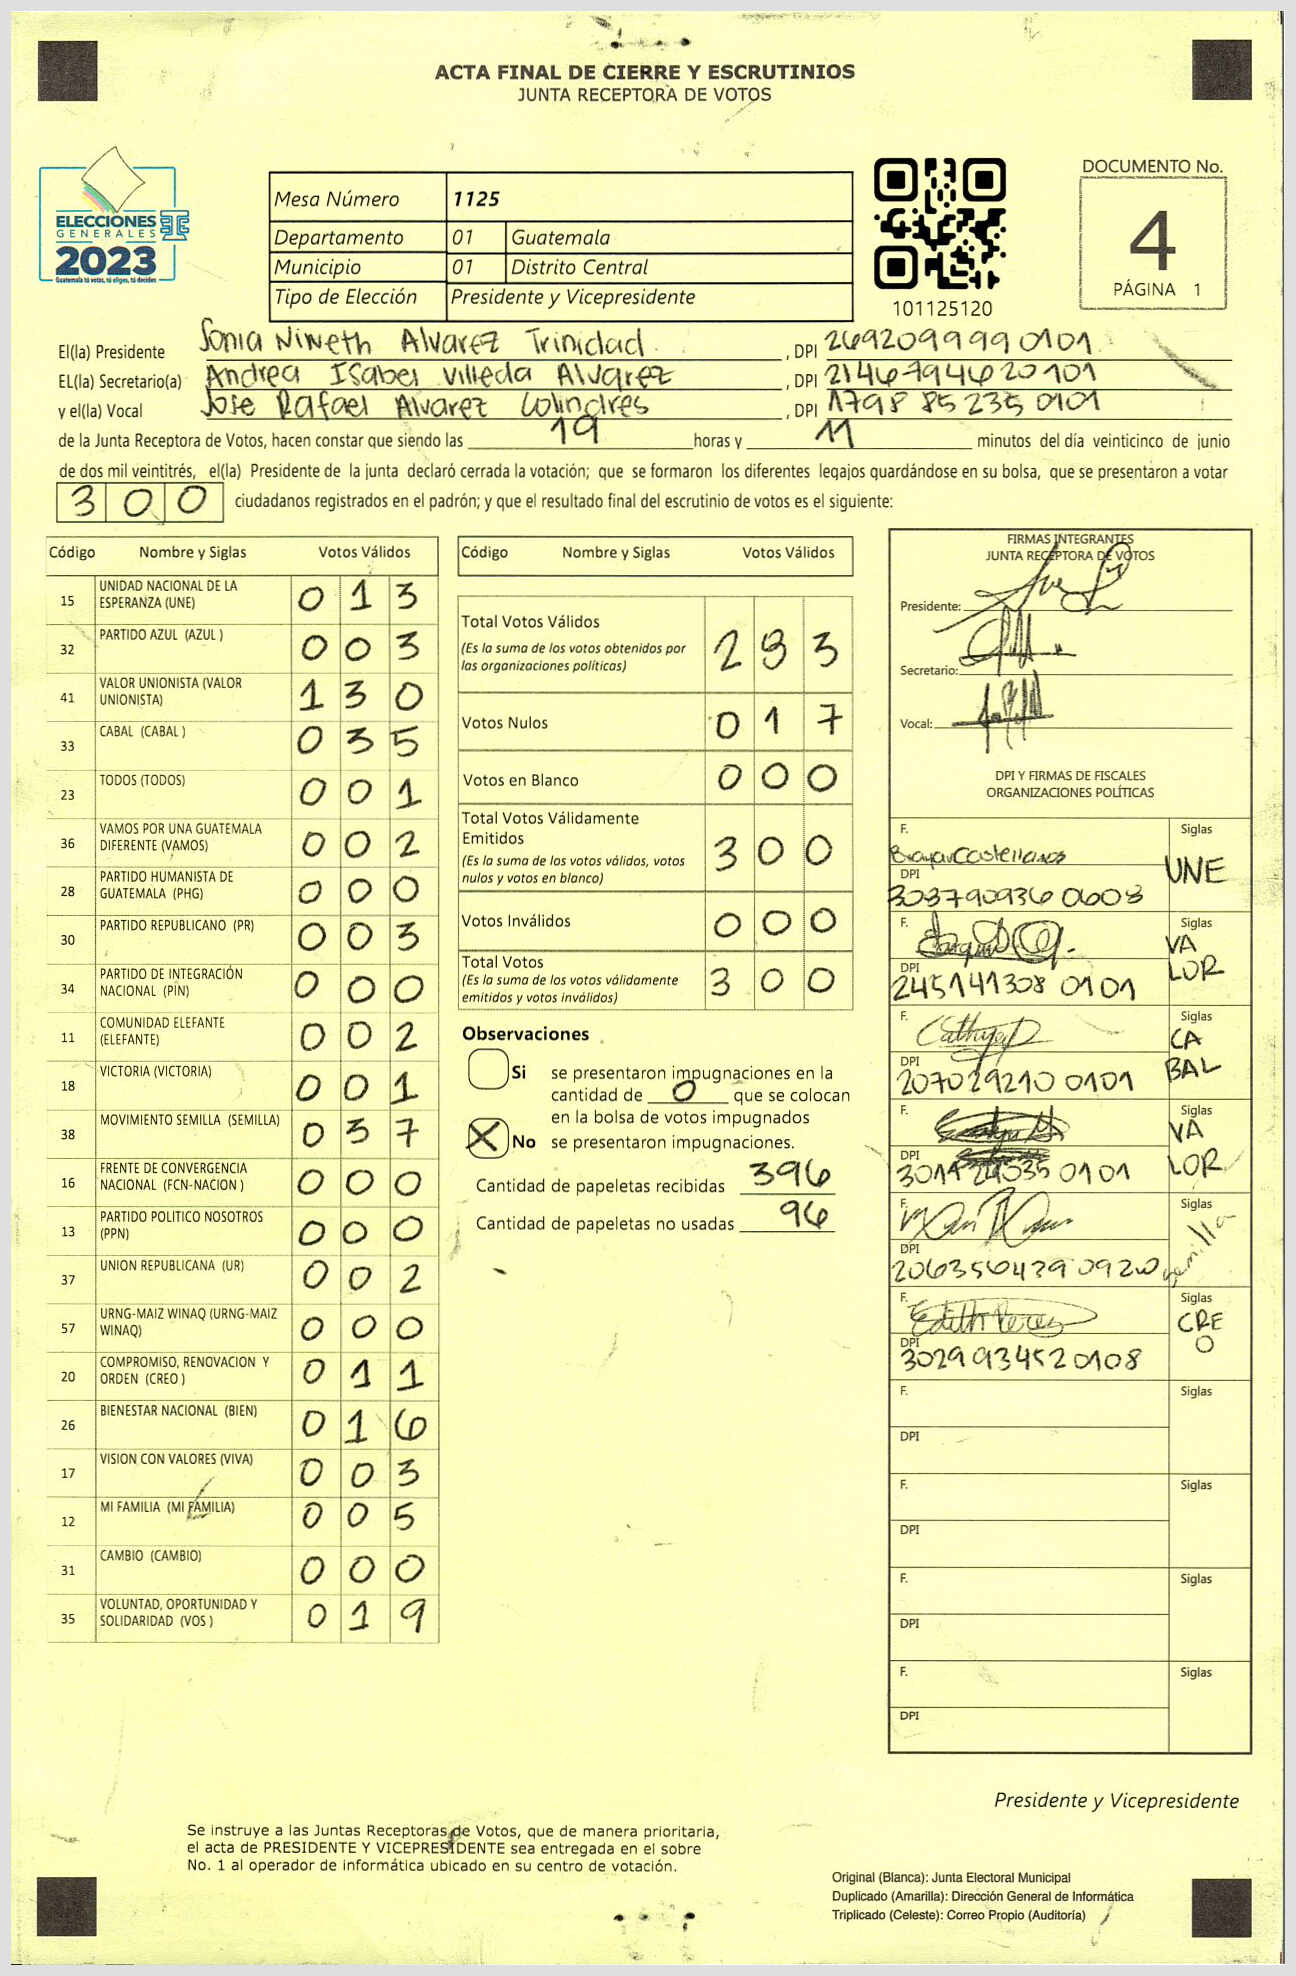 ACTA FINAL DE CIERRE Y ESCRUTINIOS
JUNTA RECEPTORA DE VOTOS
ELECCIONES
GENERALES
2023
Guatemala tú votas, tú eliges, tú decides
Mesa Número 1125
Departamento 01 Guatemala
Municipio 01 Distrito Central
Tipo de Elección Presidente y Vicepresidente
101125120
DOCUMENTO No.
4
PÁGINA 1
El(la) Presidente Sonia Nineth Alvarez Trinidad, DPI 2692099990101
EL(la) Secretario(a) Andrea Isabel Villeda Alvarez, DPI 2146794620101
y el(la) Vocal Jose Rafael Alvarez Colindres, DPI 1798 85235 0101
de la Junta Receptora de Votos, hacen constar que siendo las 19 horas y 11 minutos del día veinticinco de junio
de dos mil veintitrés, el(la) Presidente de la junta declaró cerrada la votación; que se formaron los diferentes legajos guardándose en su bolsa, que se presentaron a votar
300 ciudadanos registrados en el padrón; y que el resultado final del escrutinio de votos es el siguiente:
Código Nombre y Siglas Votos Válidos
15 UNIDAD NACIONAL DE LA ESPERANZA (UNE) 0 1 3
32 PARTIDO AZUL (AZUL ) 0 0 3
41 VALOR UNIONISTA (VALOR UNIONISTA) 1 3 0
33 CABAL (CABAL ) 0 3 5
23 TODOS (TODOS) 0 0 1
36 VAMOS POR UNA GUATEMALA DIFERENTE (VAMOS) 0 0 2
28 PARTIDO HUMANISTA DE GUATEMALA (PHG) 0 0 0
30 PARTIDO REPUBLICANO (PR) 0 0 3
34 PARTIDO DE INTEGRACIÓN NACIONAL (PIN) 0 0 0
11 COMUNIDAD ELEFANTE (ELEFANTE) 0 0 2
18 VICTORIA (VICTORIA) 0 0 1
38 MOVIMIENTO SEMILLA (SEMILLA) 0 3 7
16 FRENTE DE CONVERGENCIA NACIONAL (FCN-NACION ) 0 0 0
13 PARTIDO POLITICO NOSOTROS (PPN) 0 0 0
37 UNION REPUBLICANA (UR) 0 0 2
57 URNG-MAIZ WINAQ (URNG-MAIZ WINAQ) 0 0 0
20 COMPROMISO, RENOVACION Y ORDEN (CREO ) 0 1 1
26 BIENESTAR NACIONAL (BIEN) 0 1 6
17 VISION CON VALORES (VIVA) 0 0 3
12 MI FAMILIA (MI FAMILIA) 0 0 5
31 CAMBIO (CAMBIO) 0 0 0
35 VOLUNTAD, OPORTUNIDAD Y SOLIDARIDAD (VOS ) 0 1 9
Código Nombre y Siglas Votos Válidos
Total Votos Válidos 2 8 3
(Es la suma de los votos obtenidos por
las organizaciones políticas)
Votos Nulos 0 1 7
Votos en Blanco 0 0 0
Total Votos Válidamente
Emitidos 3 0 0
(Es la suma de los votos válidos, votos
nulos y votos en blanco)
Votos Inválidos 0 0 0
Total Votos 3 0 0
(Es la suma de los votos válidamente
emitidos y votos inválidos)
Observaciones
Si se presentaron impugnaciones en la
cantidad de 0 que se colocan
en la bolsa de votos impugnados
X No se presentaron impugnaciones.
Cantidad de papeletas recibidas 396
Cantidad de papeletas no usadas 96
FIRMAS INTEGRANTES
JUNTA RECEPTORA DE VOTOS
Presidente:
Secretario:
Vocal:
DPI Y FIRMAS DE FISCALES
ORGANIZACIONES POLÍTICAS
F. Brayan Castellanos Siglas UNE
DPI 3037909360608
F. Siglas VA LOR
DPI 245141308 0101
F. Siglas CA BAL
DPI 207029210 0101
F. Siglas VA LOR
DPI
F. Siglas Semilla
DPI
F. Edith Perez Siglas CRE O
DPI 3029934520108
F. Siglas
DPI
F. Siglas
DPI
F. Siglas
DPI
F. Siglas
DPI
Presidente y Vicepresidente
Se instruye a las Juntas Receptoras de Votos, que de manera prioritaria,
el acta de PRESIDENTE Y VICEPRESIDENTE sea entregada en el sobre
No. 1 al operador de informática ubicado en su centro de votación.
Original (Blanca): Junta Electoral Municipal
Duplicado (Amarilla): Dirección General de Informática
Triplicado (Celeste): Correo Propio (Auditoría)